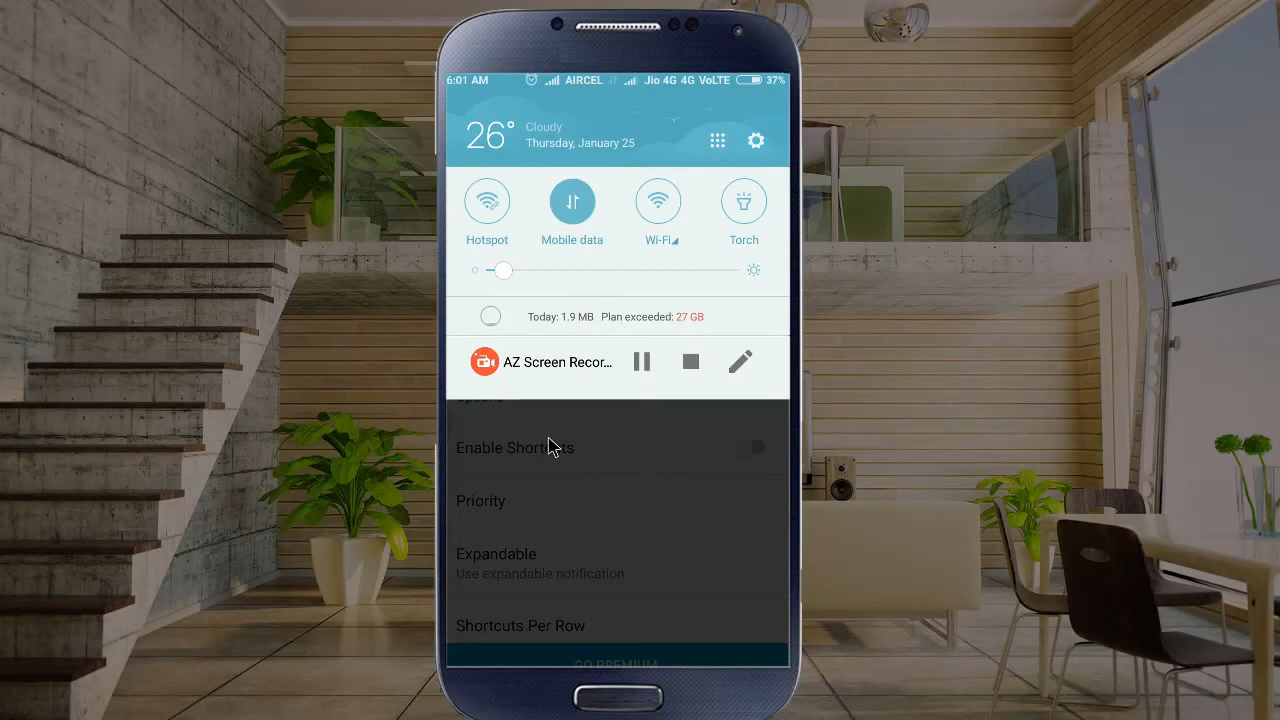 6:01 AM AIRCEL Jio 4G 4G VoLTE 37%
26° Cloudy
Thursday, January 25
Hotspot Mobile data Wi-Fi Torch
Today: 1.9 MB Plan exceeded: 27 GB
AZ Screen Recor...
Enable Shortcuts
Priority
Expandable
Use expandable notification
Shortcuts Per Row
GO PREMIUM